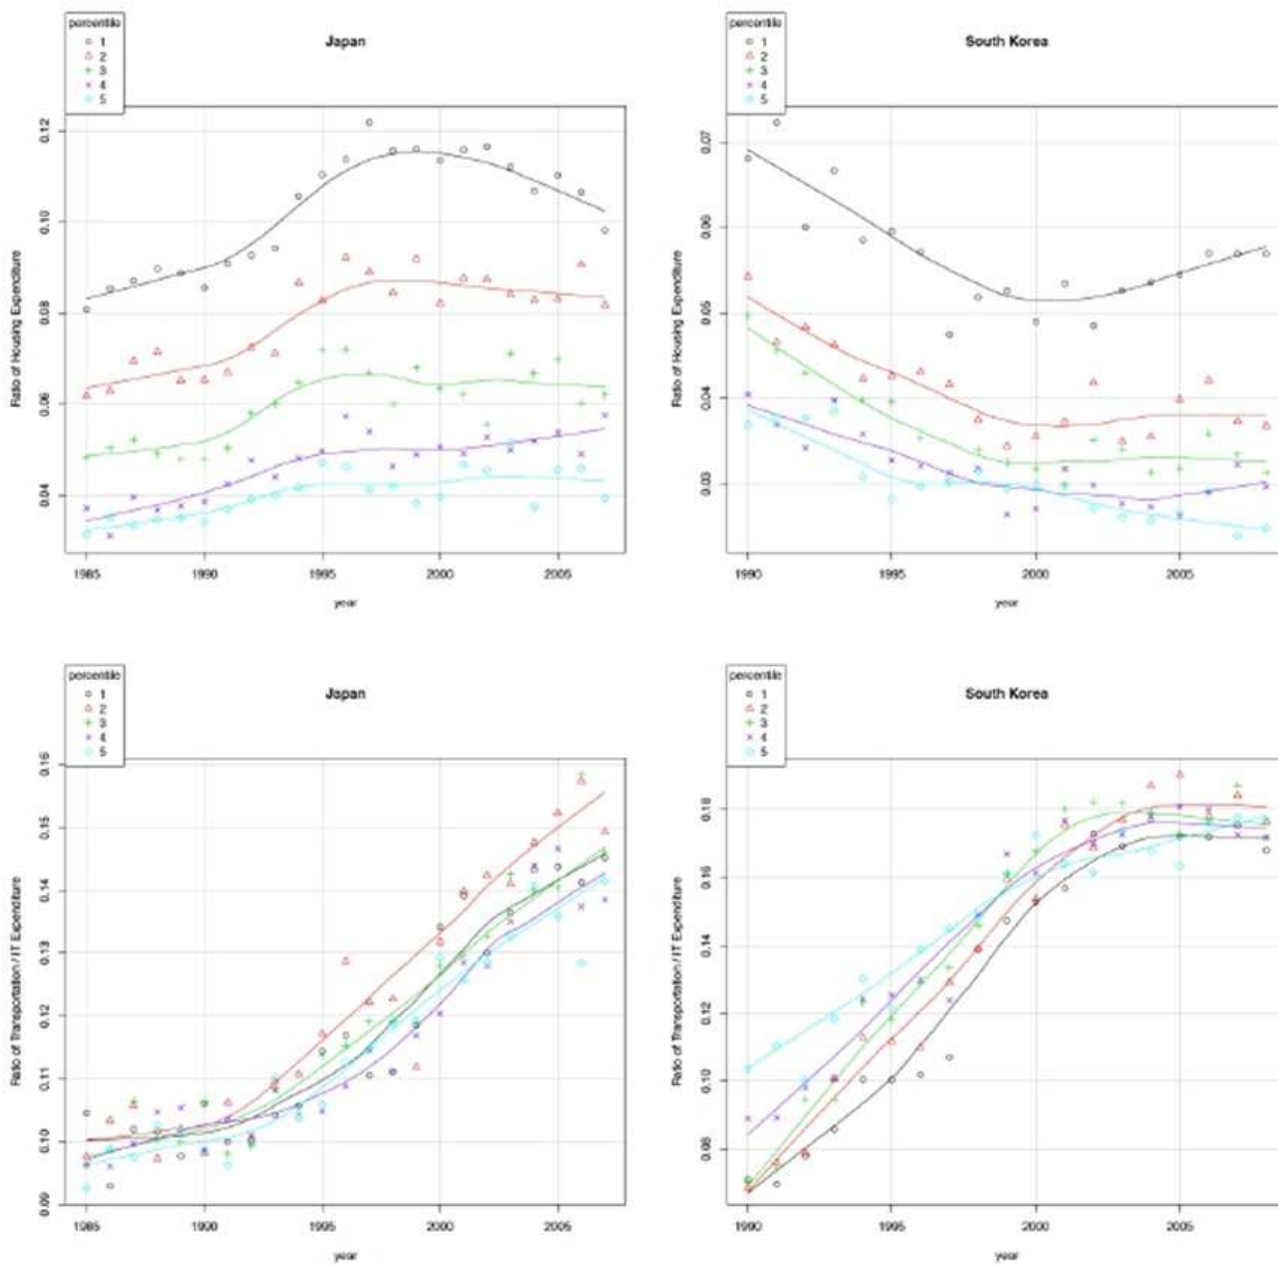 percentile
1
2
3
4
5
Japan
Ratio of Housing Expenditure
0.12
0.10
0.08
0.06
0.04
1985 1990 1995 2000 2005
year
percentile
1
2
3
4
5
South Korea
Ratio of Housing Expenditure
0.07
0.06
0.05
0.04
0.03
1990 1995 2000 2005
year
percentile
1
2
3
4
5
Japan
Ratio of Transportation / IT Expenditure
0.16
0.15
0.14
0.13
0.12
0.11
0.10
0.09
1985 1990 1995 2000 2005
year
percentile
1
2
3
4
5
South Korea
Ratio of Transportation / IT Expenditure
0.18
0.16
0.14
0.12
0.10
0.08
1990 1995 2000 2005
year